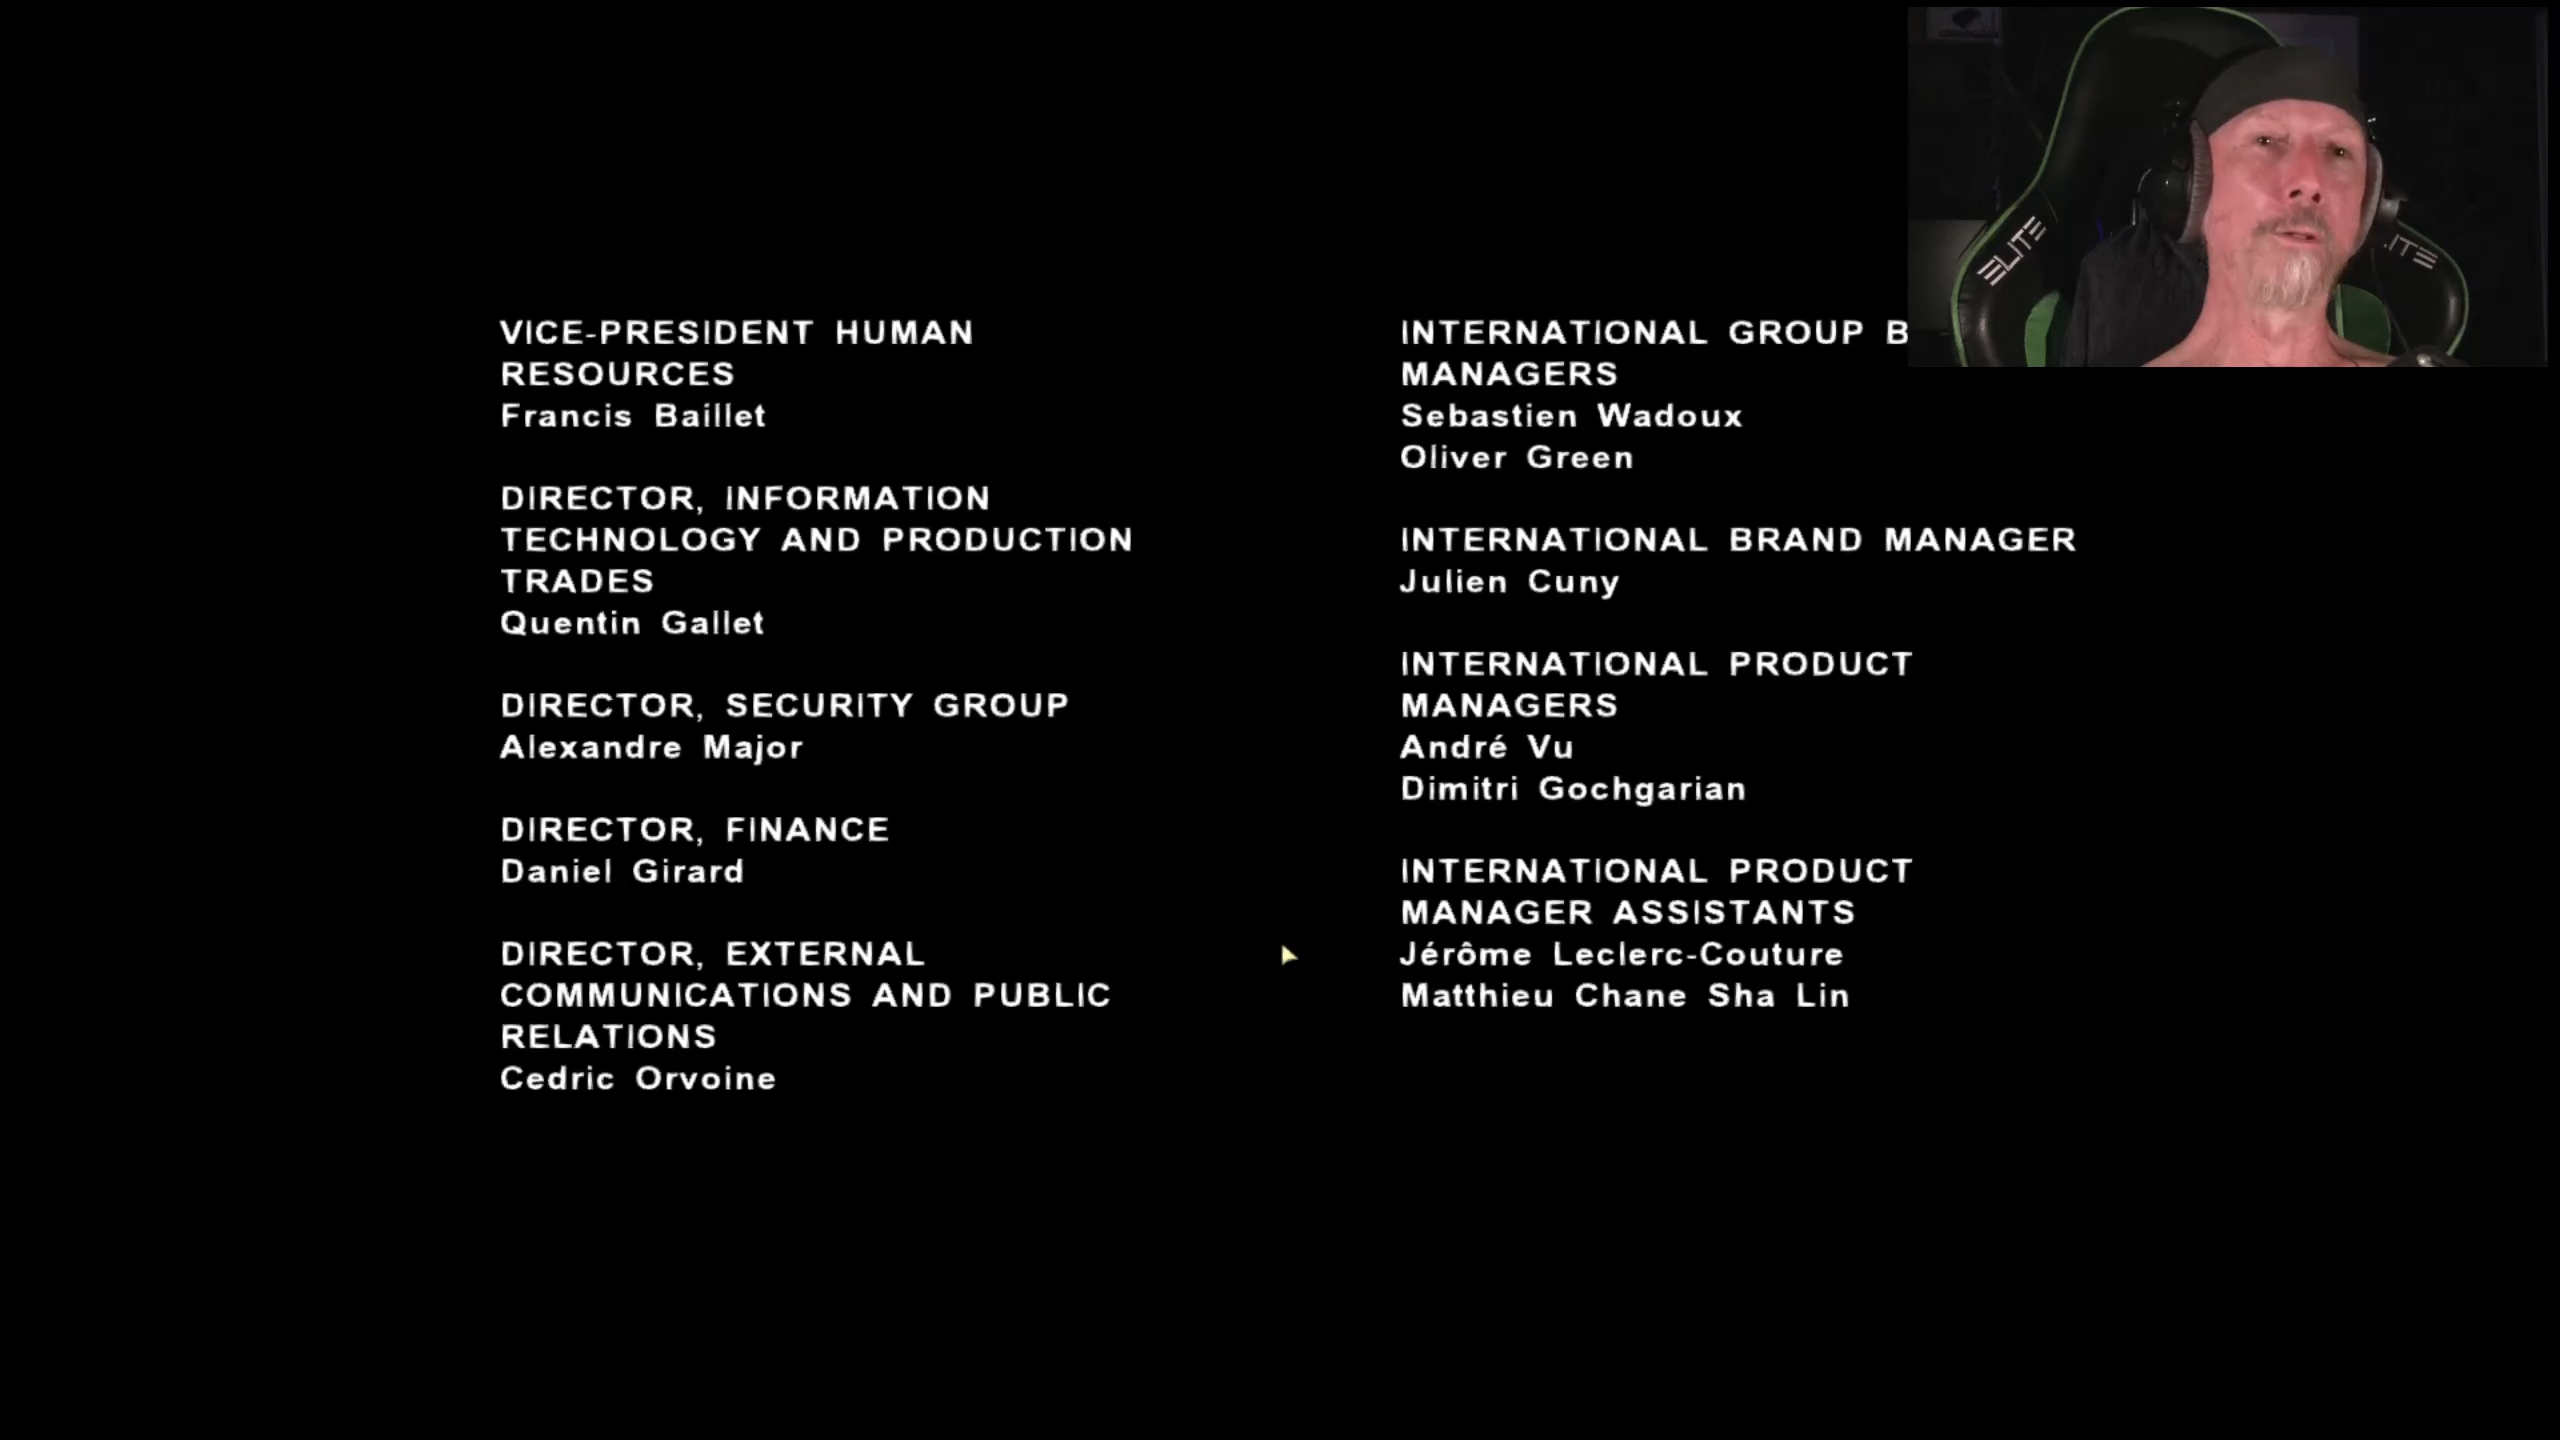 VICE-PRESIDENT HUMAN
RESOURCES
Francis Baillet
DIRECTOR, INFORMATION
TECHNOLOGY AND PRODUCTION
TRADES
Quentin Gallet
DIRECTOR, SECURITY GROUP
Alexandre Major
DIRECTOR, FINANCE
Daniel Girard
DIRECTOR, EXTERNAL
COMMUNICATIONS AND PUBLIC
RELATIONS
Cedric Orvoine
INTERNATIONAL GROUP B
MANAGERS
Sebastien Wadoux
Oliver Green
INTERNATIONAL BRAND MANAGER
Julien Cuny
INTERNATIONAL PRODUCT
MANAGERS
André Vu
Dimitri Gochgarian
INTERNATIONAL PRODUCT
MANAGER ASSISTANTS
Jérôme Leclerc-Couture
Matthieu Chane Sha Lin
ELITE
LITE